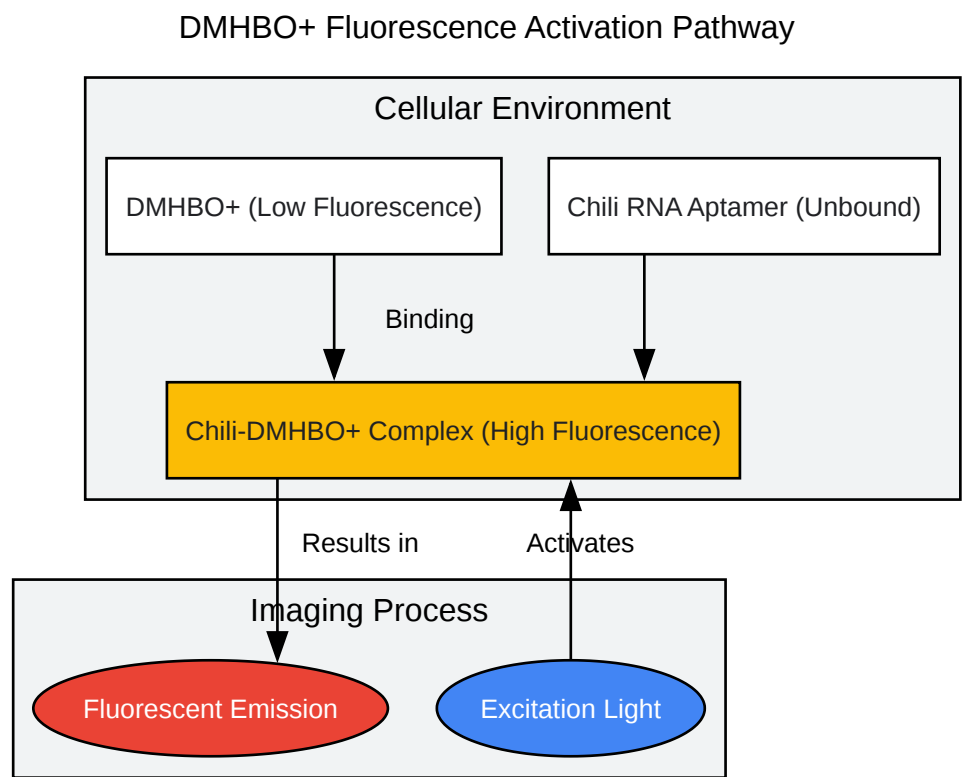 DMHBO+ Fluorescence Activation Pathway
Cellular Environment
DMHBO+ (Low Fluorescence)
Chili RNA Aptamer (Unbound)
Binding
Chili-DMHBO+ Complex (High Fluorescence)
Results in
Activates
Imaging Process
Fluorescent Emission
Excitation Light